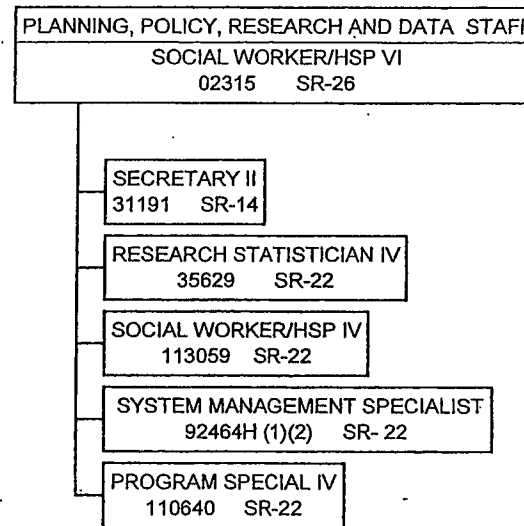 PLANNING, POLICY, RESEARCH AND DATA STAFF
SOCIAL WORKER/HSP VI
02315 SR-26
SECRETARY II
31191 SR-14
RESEARCH STATISTICIAN IV
35629 SR-22
SOCIAL WORKER/HSP IV
113059 SR-22
SYSTEM MANAGEMENT SPECIALIST
92464H (1)(2) SR- 22
PROGRAM SPECIAL IV
110640 SR-22